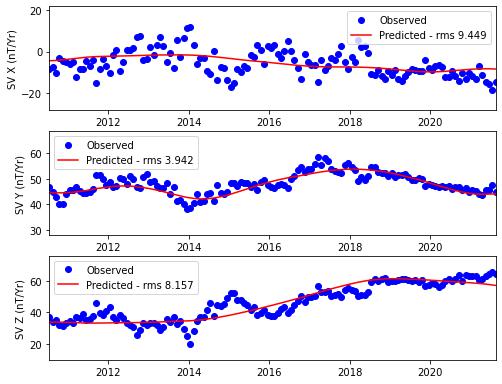 20
0
−20
SV X (nT/Yr)
Observed
Predicted - rms 9.449
2012 2014 2016 2018 2020
60
50
40
30
SV Y (nT/Yr)
Observed
Predicted - rms 3.942
2012 2014 2016 2018 2020
60
40
20
SV Z (nT/Yr)
Observed
Predicted - rms 8.157
2012 2014 2016 2018 2020